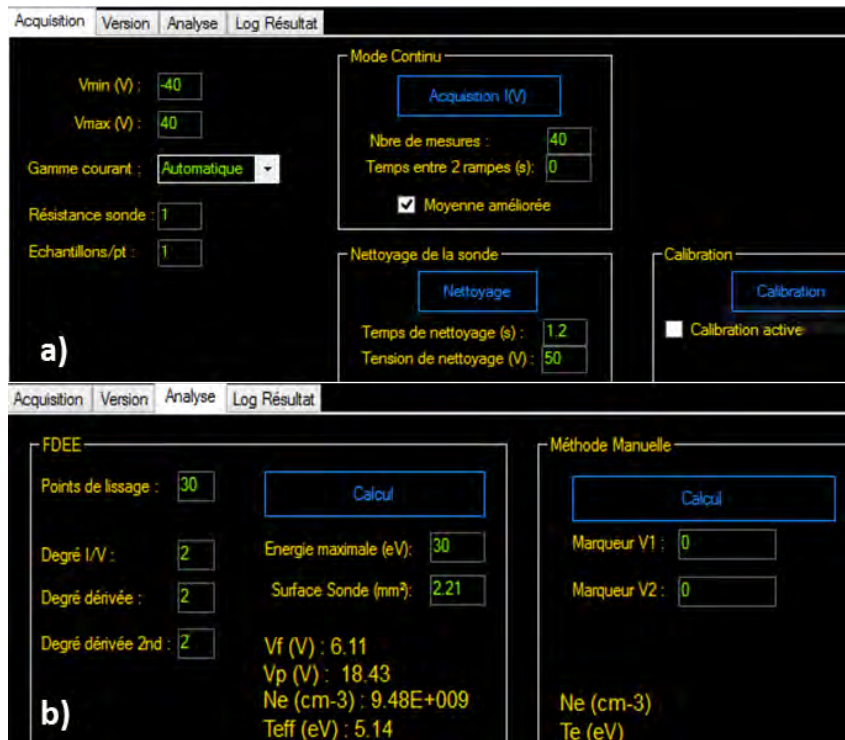 Acquisition Version Analyse Log Résultat
Vmin (V) : -40
Vmax (V) : 40
Gamme courant : Automatique
Résistance sonde : 1
Echantillons/pt : 1
Mode Continu
Acquisition I(V)
Nbre de mesures : 40
Temps entre 2 rampes (s): 0
Moyenne améliorée
Nettoyage de la sonde
Nettoyage
Temps de nettoyage (s) : 1.2
Tension de nettoyage (V) : 50
Calibration
Calibration
Calibration active
a)
Acquisition Version Analyse Log Résultat
FDEE
Points de lissage : 30
Degré I/V : 2
Degré dérivée : 2
Degré dérivée 2nd : 2
Calcul
Energie maximale (eV): 30
Surface Sonde (mm²): 2.21
Vf (V) : 6.11
Vp (V) : 18.43
Ne (cm-3) : 9.48E+009
Teff (eV) : 5.14
Méthode Manuelle
Calcul
Marqueur V1 : 0
Marqueur V2 : 0
Ne (cm-3)
Te (eV)
b)